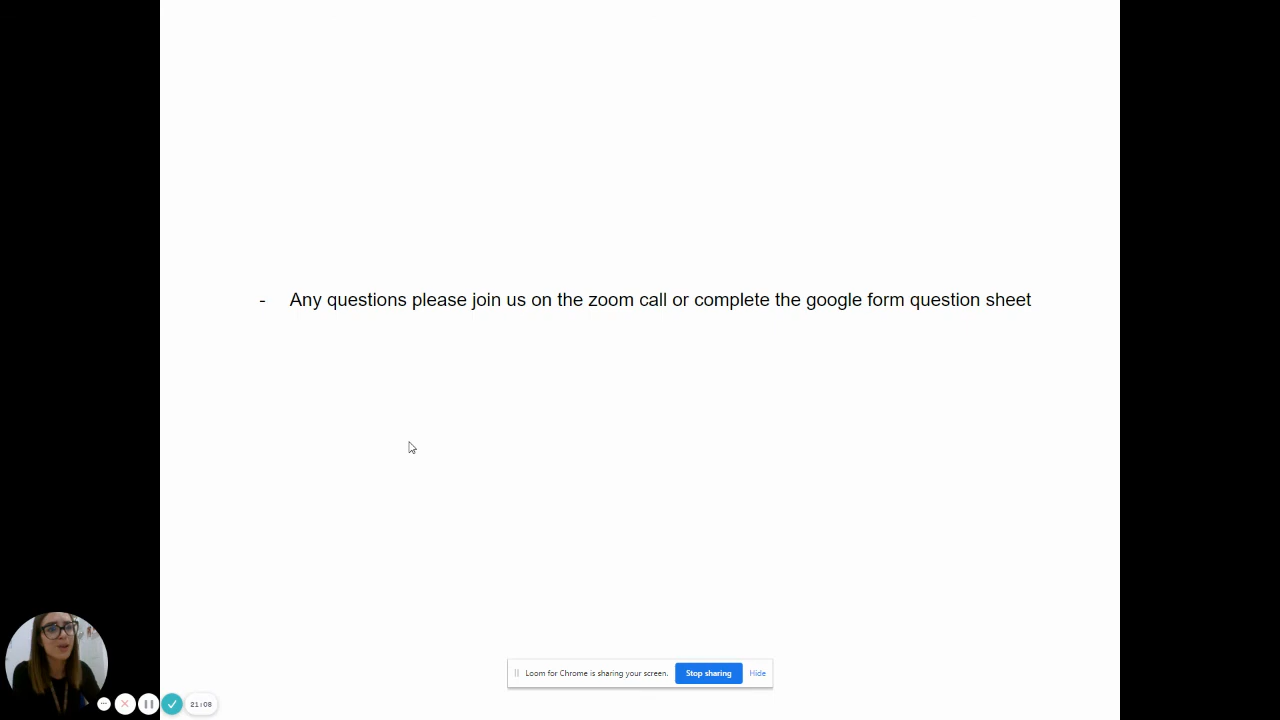 - Any questions please join us on the zoom call or complete the google form question sheet
Loom for Chrome is sharing your screen. Stop sharing Hide
21:08